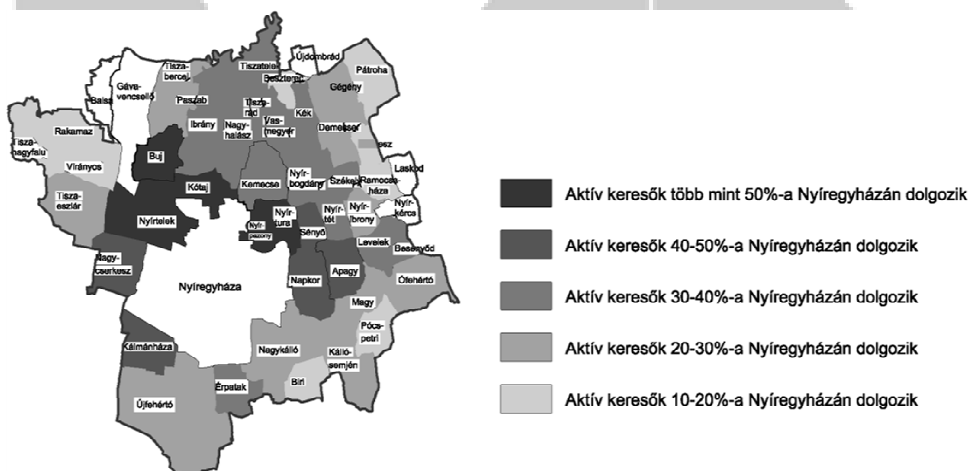 Újdombrád
Tisza-
bercel
Tiszatelek
Pátroha
Gáva-
vencsellő
Balsa
Beszterec
Gégény
Paszab
Tisza-
rád
Kék
Ibrány
Nagy-
halász
Vas-
megyer
Demecser
Rakamaz
Tisza-
nagyfalu
esz
Virányos
Buj
Laskod
Kemecse
Nyír-
bogdány
Székely
Ramocsa-
háza
Tisza-
eszlár
Kótaj
Nyír-
kércs
Nyírtelek
Nyír-
tura
Nyír-
pazony
Nyír-
tét
Nyír-
ibrony
Sényő
Levelek
Besenyőd
Nagy-
cserkesz
Napkor
Apagy
Ófehértó
Nyíregyháza
Magy
Pócs-
petri
Kálmánháza
Nagykálló
Kálló-
semjén
Biri
Érpatak
Újfehértó
Aktív keresők több mint 50%-a Nyíregyházán dolgozik
Aktív keresők 40-50%-a Nyíregyházán dolgozik
Aktív keresők 30-40%-a Nyíregyházán dolgozik
Aktív keresők 20-30%-a Nyíregyházán dolgozik
Aktív keresők 10-20%-a Nyíregyházán dolgozik